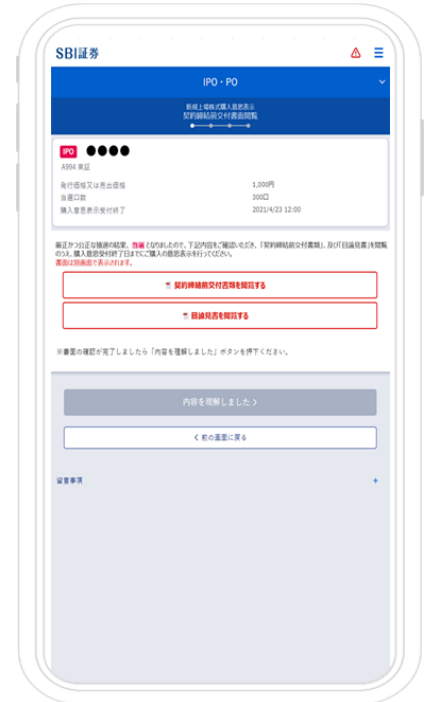 SBI証券
IPO・PO
新規上場株式購入意思表示
契約締結前交付書面閲覧
IPO ●●●●
A994 東証
発行価格又は売出価格 1,000円
当選口数 300口
購入意思表示受付終了 2021/4/23 12:00
厳正かつ公正な抽選の結果、当選となりましたので、下記内容をご確認いただき、「契約締結前交付書類」、及び「目論見書」を閲覧
のうえ、購入意思受付終了日までにご購入の意思表示を行ってください。
書面は別画面で表示されます。
契約締結前交付書類を閲覧する
目論見書を閲覧する
※書面の確認が完了しましたら「内容を理解しました」ボタンを押下ください。
内容を理解しました >
< 前の画面に戻る
留意事項 +